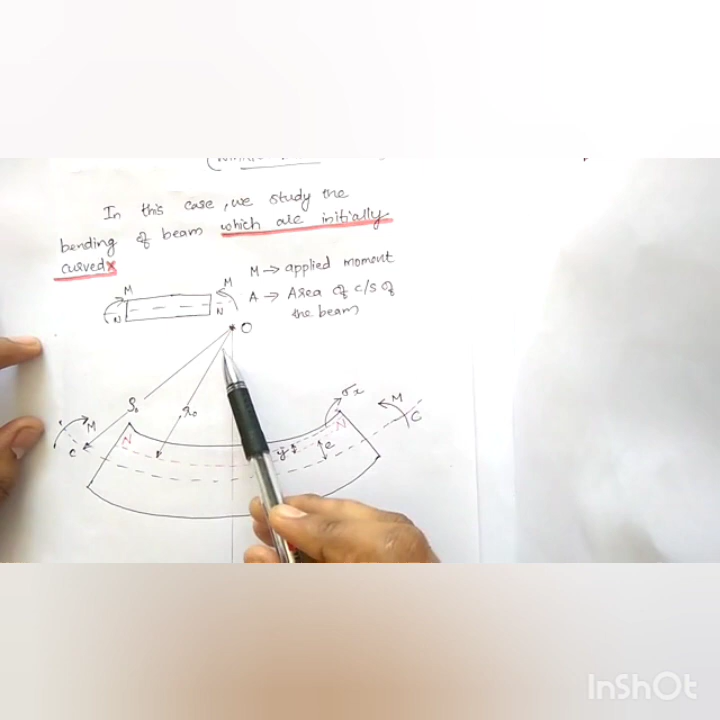 In this case, we study the
bending of beam which are initially
curved
M → applied moment
A → Area of c/s of
the beam
M
M
N
N
O
ρ₀
r₀
σx
M
M
C
C
N
N
y
e
InShOt